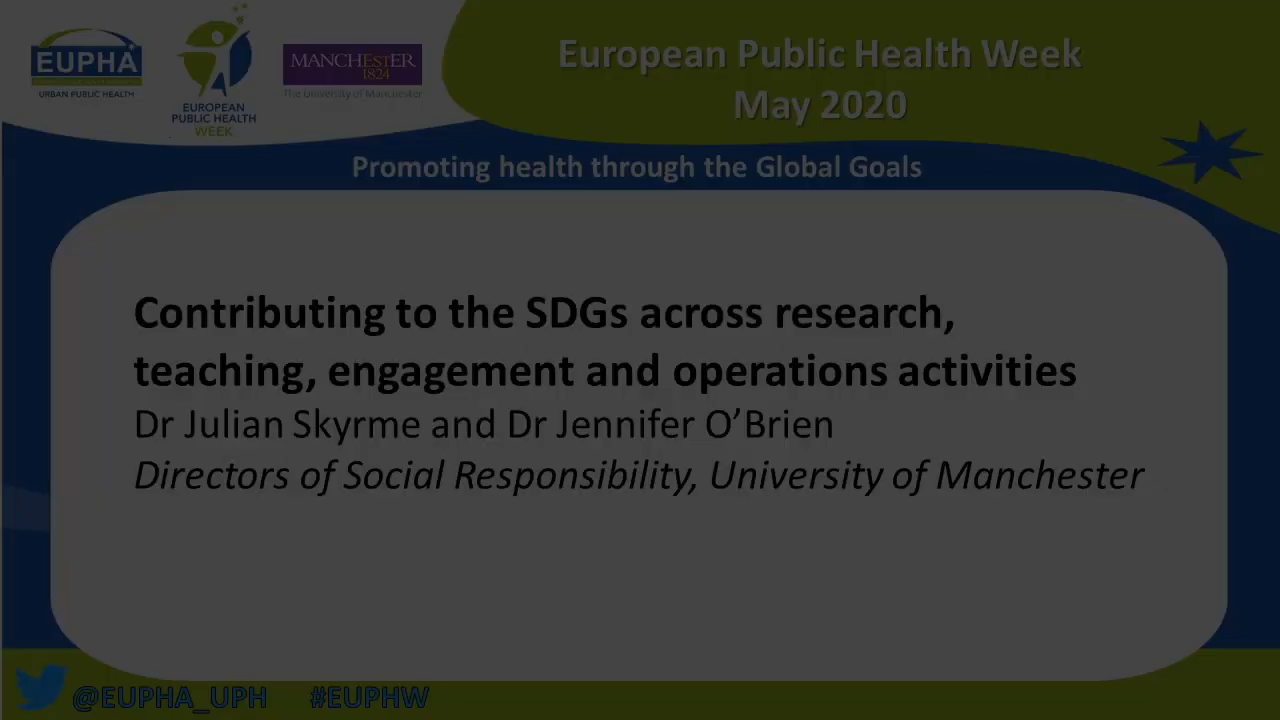 EUPHA
URBAN PUBLIC HEALTH
EUROPEAN
PUBLIC HEALTH
WEEK
MANCHESTER
1824
The University of Manchester
European Public Health Week
May 2020
Promoting health through the Global Goals
Contributing to the SDGs across research,
teaching, engagement and operations activities
Dr Julian Skyrme and Dr Jennifer O’Brien
Directors of Social Responsibility, University of Manchester
@EUPHA_UPH #EUPHW